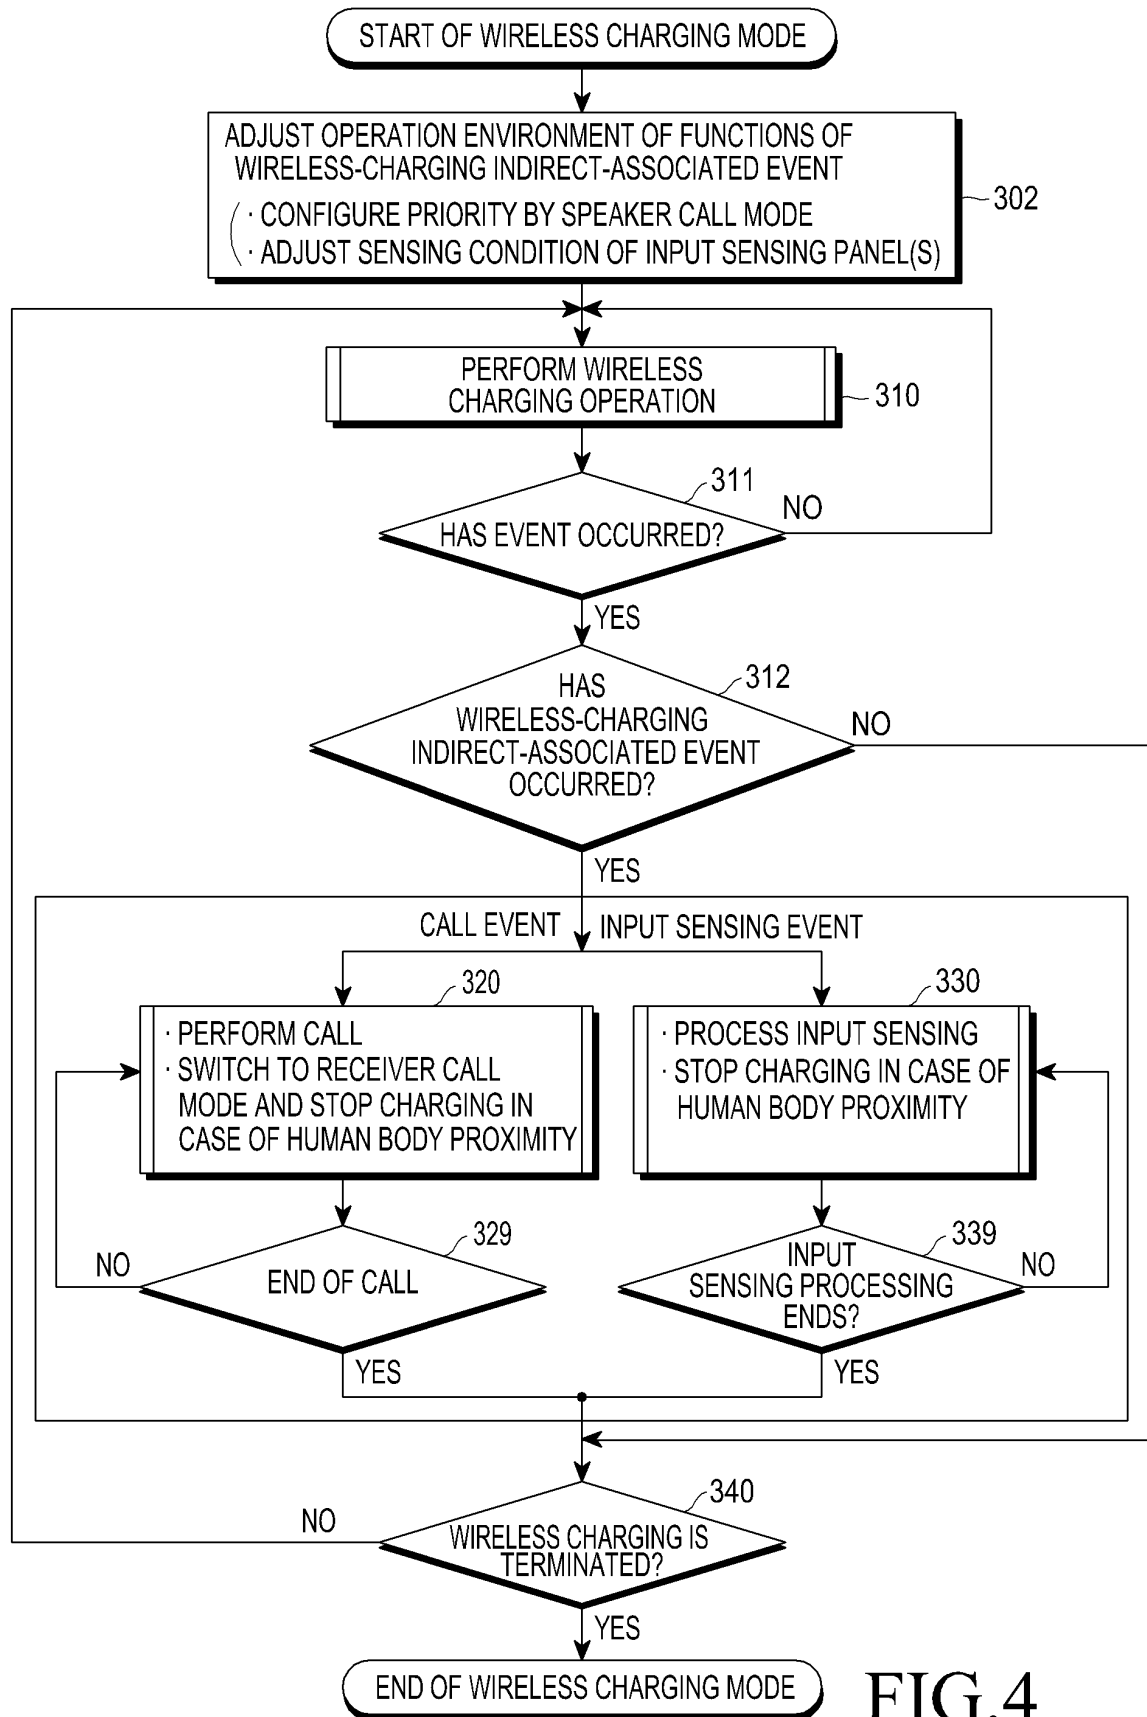 START OF WIRELESS CHARGING MODE
ADJUST OPERATION ENVIRONMENT OF FUNCTIONS OF
WIRELESS-CHARGING INDIRECT-ASSOCIATED EVENT
· CONFIGURE PRIORITY BY SPEAKER CALL MODE
· ADJUST SENSING CONDITION OF INPUT SENSING PANEL(S)
302
PERFORM WIRELESS
CHARGING OPERATION
310
311
HAS EVENT OCCURRED?
NO
YES
312
HAS
WIRELESS-CHARGING
INDIRECT-ASSOCIATED EVENT
OCCURRED?
NO
YES
CALL EVENT
INPUT SENSING EVENT
320
· PERFORM CALL
· SWITCH TO RECEIVER CALL
MODE AND STOP CHARGING IN
CASE OF HUMAN BODY PROXIMITY
330
· PROCESS INPUT SENSING
· STOP CHARGING IN CASE OF
HUMAN BODY PROXIMITY
329
END OF CALL
NO
YES
339
INPUT
SENSING PROCESSING
ENDS?
NO
YES
340
WIRELESS CHARGING IS
TERMINATED?
NO
YES
END OF WIRELESS CHARGING MODE
FIG.4